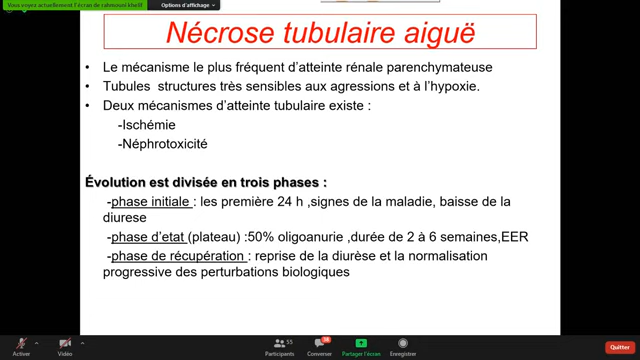 Vous voyez actuellement l'écran de rahmouni khelif
Options d'affichage
Nécrose tubulaire aiguë
• Le mécanisme le plus fréquent d'atteinte rénale parenchymateuse
• Tubules structures très sensibles aux agressions et à l'hypoxie.
• Deux mécanismes d'atteinte tubulaire existe :
-Ischémie
-Néphrotoxicité
Évolution est divisée en trois phases :
-phase initiale : les première 24 h ,signes de la maladie, baisse de la
diurese
-phase d'etat (plateau) :50% oligoanurie ,durée de 2 à 6 semaines,EER
-phase de récupération : reprise de la diurèse et la normalisation
progressive des perturbations biologiques
Activer
Vidéo
55
Participants
38
Converser
Partager l'écran
Enregistrer
Quitter